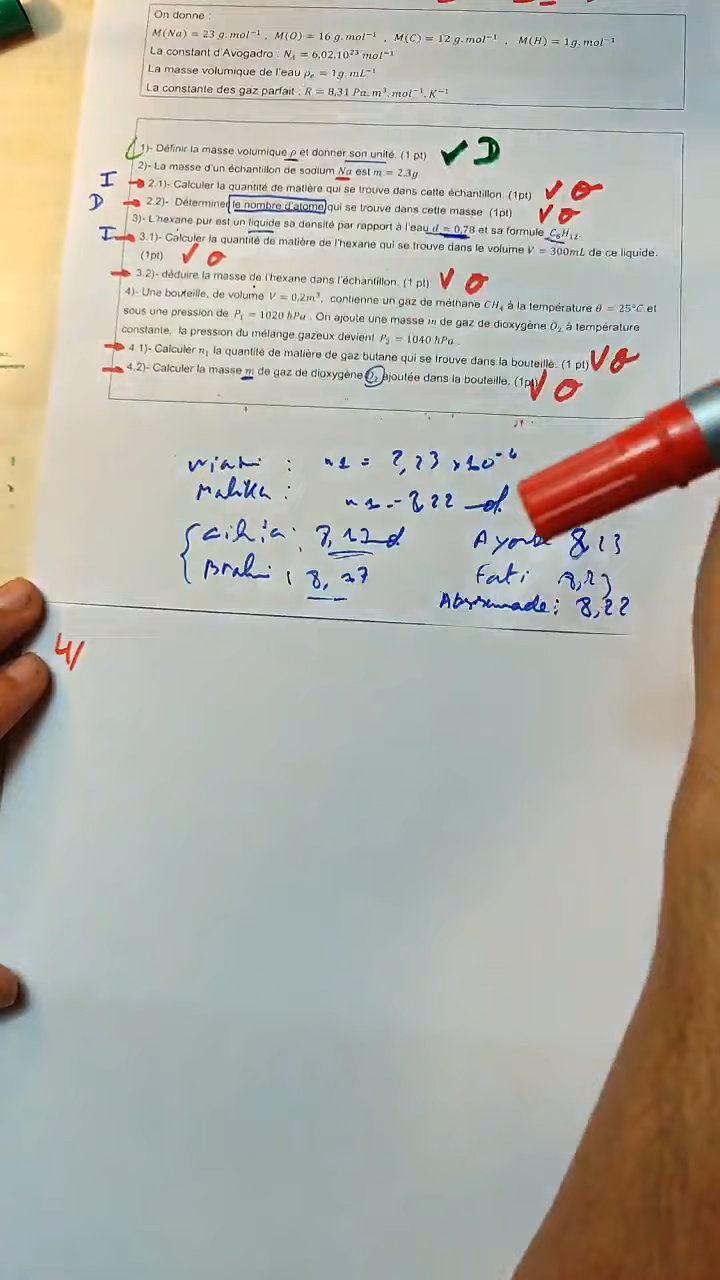 On donne :
M(Na) = 23 g.mol⁻¹ , M(O) = 16 g.mol⁻¹ , M(C) = 12 g.mol⁻¹ , M(H) = 1g.mol⁻¹
La constant d'Avogadro : N_A = 6,02.10²³ mol⁻¹
La masse volumique de l'eau ρₑ = 1g.mL⁻¹
La constante des gaz parfait : R = 8,31 Pa.m³.mol⁻¹.K⁻¹
1)- Définir la masse volumique ρ et donner son unité. (1 pt) ✓ D
2)- La masse d'un échantillon de sodium Na est m = 2,3g
I 2.1)- Calculer la quantité de matière qui se trouve dans cette échantillon. (1pt) ✓
D 2.2)- Déterminer le nombre d'atome qui se trouve dans cette masse (1pt) ✓
3)- L'hexane pur est un liquide sa densité par rapport à l'eau d = 0,78 et sa formule C₆H₁₂.
I 3.1)- Calculer la quantité de matière de l'hexane qui se trouve dans le volume V = 300mL de ce liquide.
(1pt) ✓
3.2)- déduire la masse de l'hexane dans l'échantillon. (1 pt) ✓
4)- Une bouteille, de volume V = 0,2m³, contienne un gaz de méthane CH₄ à la température θ = 25°C et
sous une pression de P₁ = 1020 hPa . On ajoute une masse m de gaz de dioxygène O₂ à température
constante, la pression du mélange gazeux devient P₂ = 1040 hPa .
4.1)- Calculer n₁ la quantité de matière de gaz butane qui se trouve dans la bouteille. (1 pt) ✓
4.2)- Calculer la masse m de gaz de dioxygène O₂ ajoutée dans la bouteille. (1pt) ✓
Malika :
8,23
Brahi : 8,27
Fati 8,23
8,22
4/